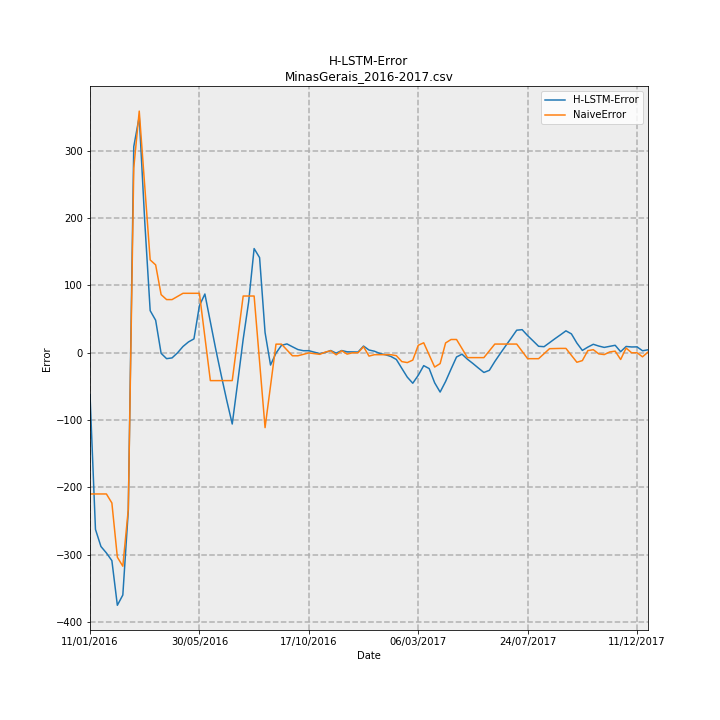 H-LSTM-Error
MinasGerais_2016-2017.csv
H-LSTM-Error
NaiveError
Error
300
200
100
0
−100
−200
−300
−400
11/01/2016
30/05/2016
17/10/2016
06/03/2017
24/07/2017
11/12/2017
Date